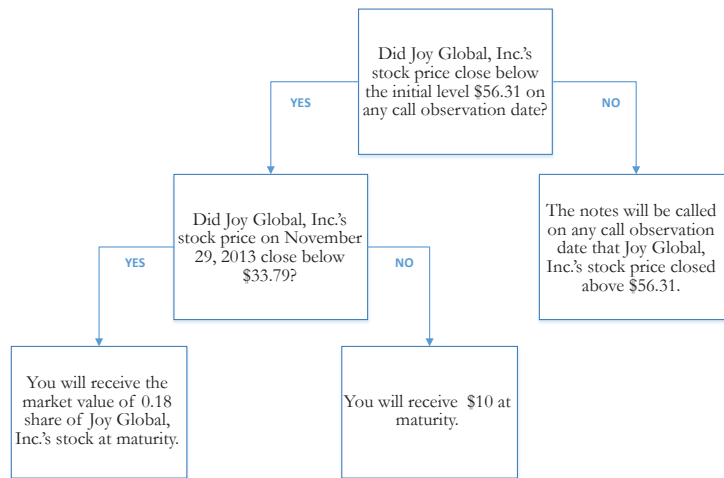 Did Joy Global, Inc.'s
stock price close below
the initial level $56.31 on
any call observation date?
YES
NO
Did Joy Global, Inc.'s
stock price on November
29, 2013 close below
$33.79?
The notes will be called
on any call observation
date that Joy Global,
Inc.'s stock price closed
above $56.31.
YES
NO
You will receive the
market value of 0.18
share of Joy Global,
Inc.'s stock at maturity.
You will receive $10 at
maturity.